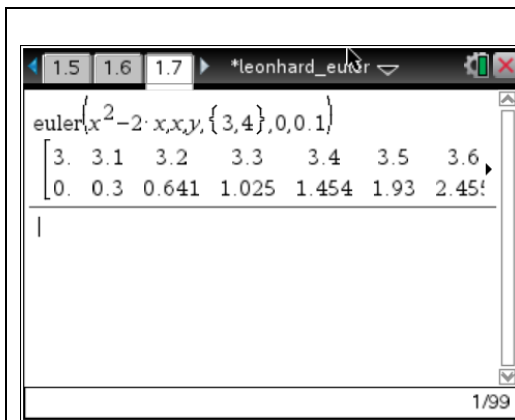 1.5 1.6 1.7 *leonhard_euler
euler(x²-2·x,x,y,{3,4},0,0.1)
[3. 3.1 3.2 3.3 3.4 3.5 3.6
[0. 0.3 0.641 1.025 1.454 1.93 2.455
1/99